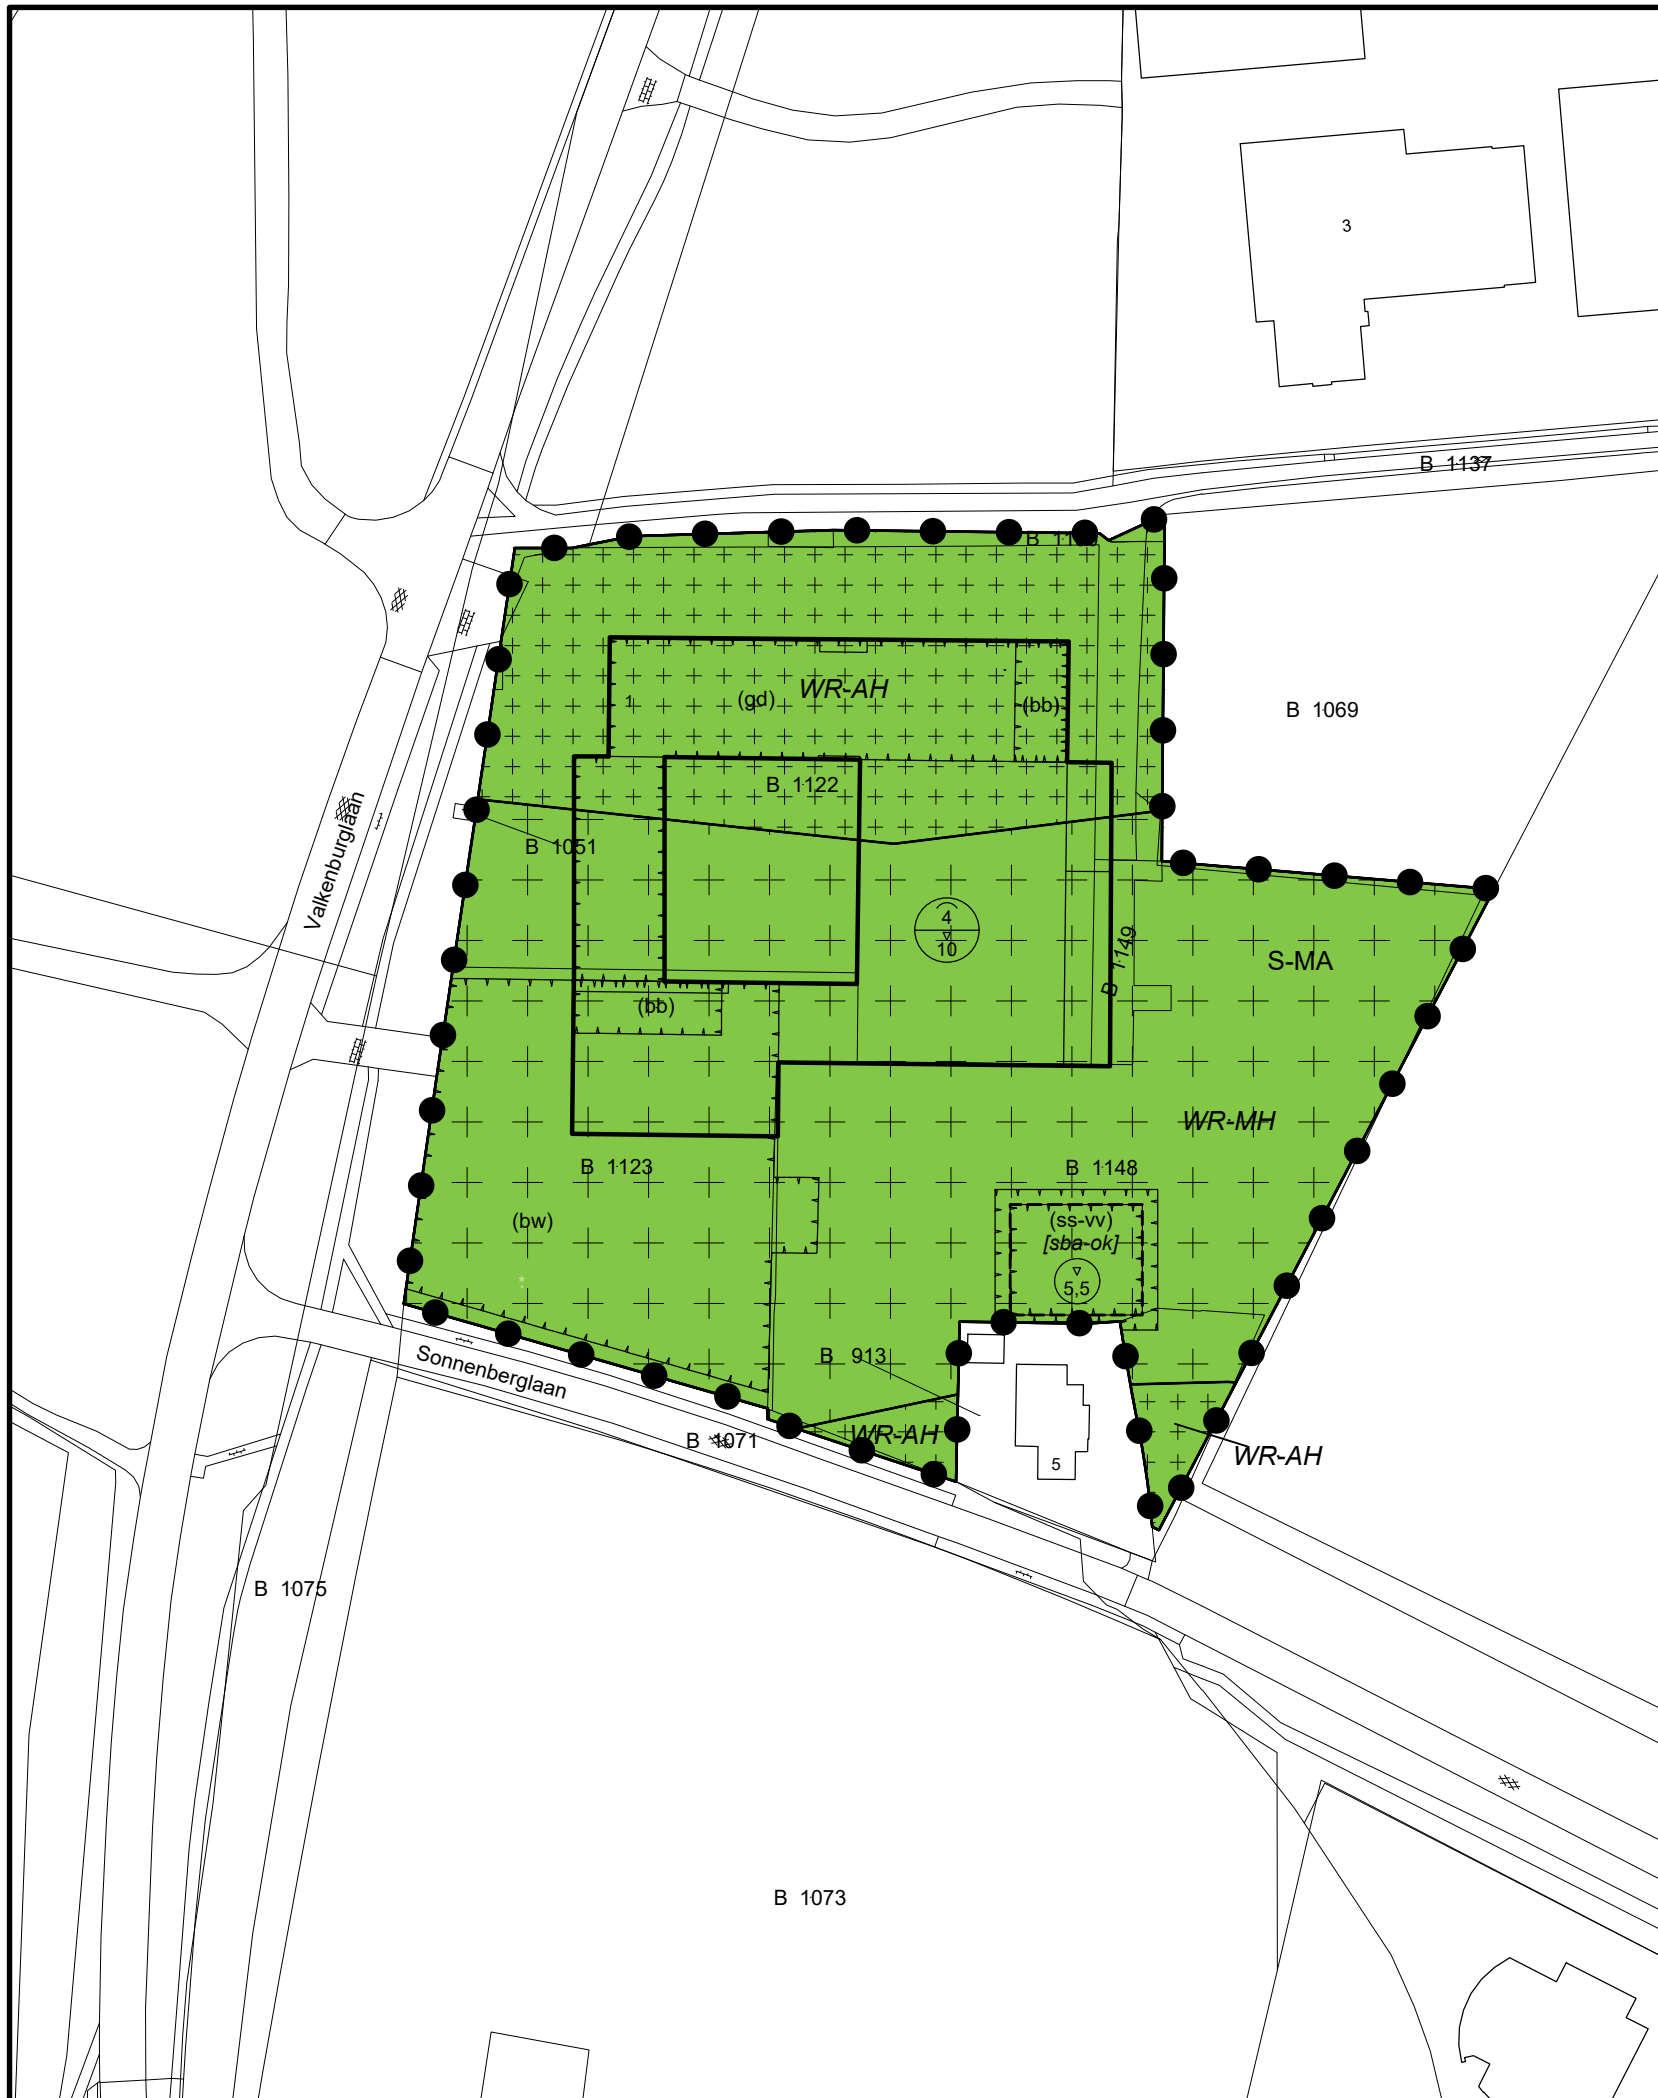 3
B 1137
WR-AH
(gd)
(bb)
1
B 1069
B 1122
B 1051
Valkenburglaan
4
10
B 1149
S-MA
(bb)
WR-MH
B 1123
B 1148
(bw)
(ss-vv)
[sba-ok]
5,5
Sonnenberglaan
B 913
B 1071
WR-AH
5
WR-AH
B 1075
B 1073